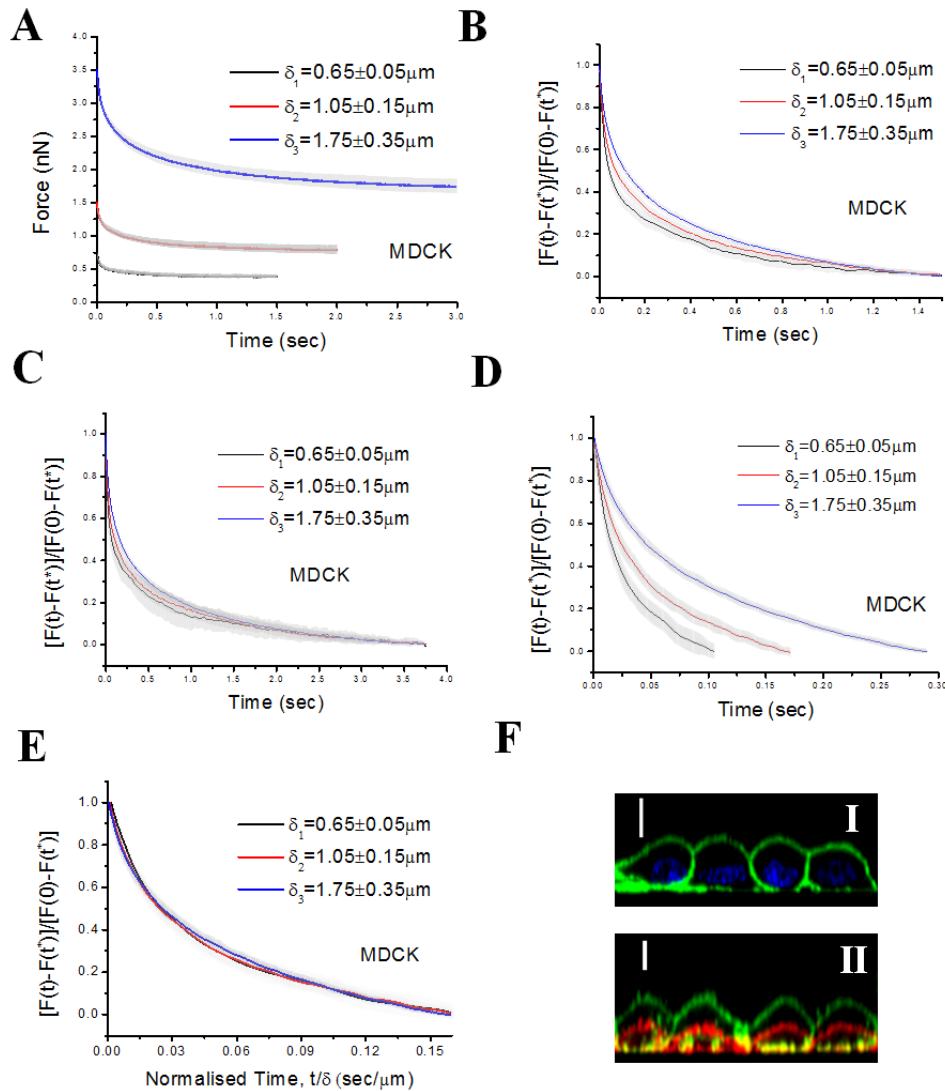 A
4.0
3.5
3.0
2.5
2.0
1.5
1.0
0.5
0.0
Force (nN)
δ1=0.65±0.05μm
δ2=1.05±0.15μm
δ3=1.75±0.35μm
MDCK
0.0 0.5 1.0 1.5 2.0 2.5 3.0
Time (sec)
B
1.0
0.8
0.6
0.4
0.2
0.0
[F(t)-F(t*)]/[F(0)-F(t*)]
δ1=0.65±0.05μm
δ2=1.05±0.15μm
δ3=1.75±0.35μm
MDCK
0.0 0.2 0.4 0.6 0.8 1.0 1.2 1.4
Time (sec)
C
1.0
0.8
0.6
0.4
0.2
0.0
[F(t)-F(t*)]/[F(0)-F(t*)]
δ1=0.65±0.05μm
δ2=1.05±0.15μm
δ3=1.75±0.35μm
MDCK
0.0 0.5 1.0 1.5 2.0 2.5 3.0 3.5 4.0
Time (sec)
D
1.0
0.8
0.6
0.4
0.2
0.0
[F(t)-F(t*)]/[F(0)-F(t*)]
δ1=0.65±0.05μm
δ2=1.05±0.15μm
δ3=1.75±0.35μm
MDCK
0.00 0.05 0.10 0.15 0.20 0.25 0.30
Time (sec)
E
1.0
0.8
0.6
0.4
0.2
0.0
[F(t)-F(t*)]/[F(0)-F(t*)]
δ1=0.65±0.05μm
δ2=1.05±0.15μm
δ3=1.75±0.35μm
MDCK
0.00 0.03 0.06 0.09 0.12 0.15
Normalised Time, t/δ (sec/μm)
F
I
II